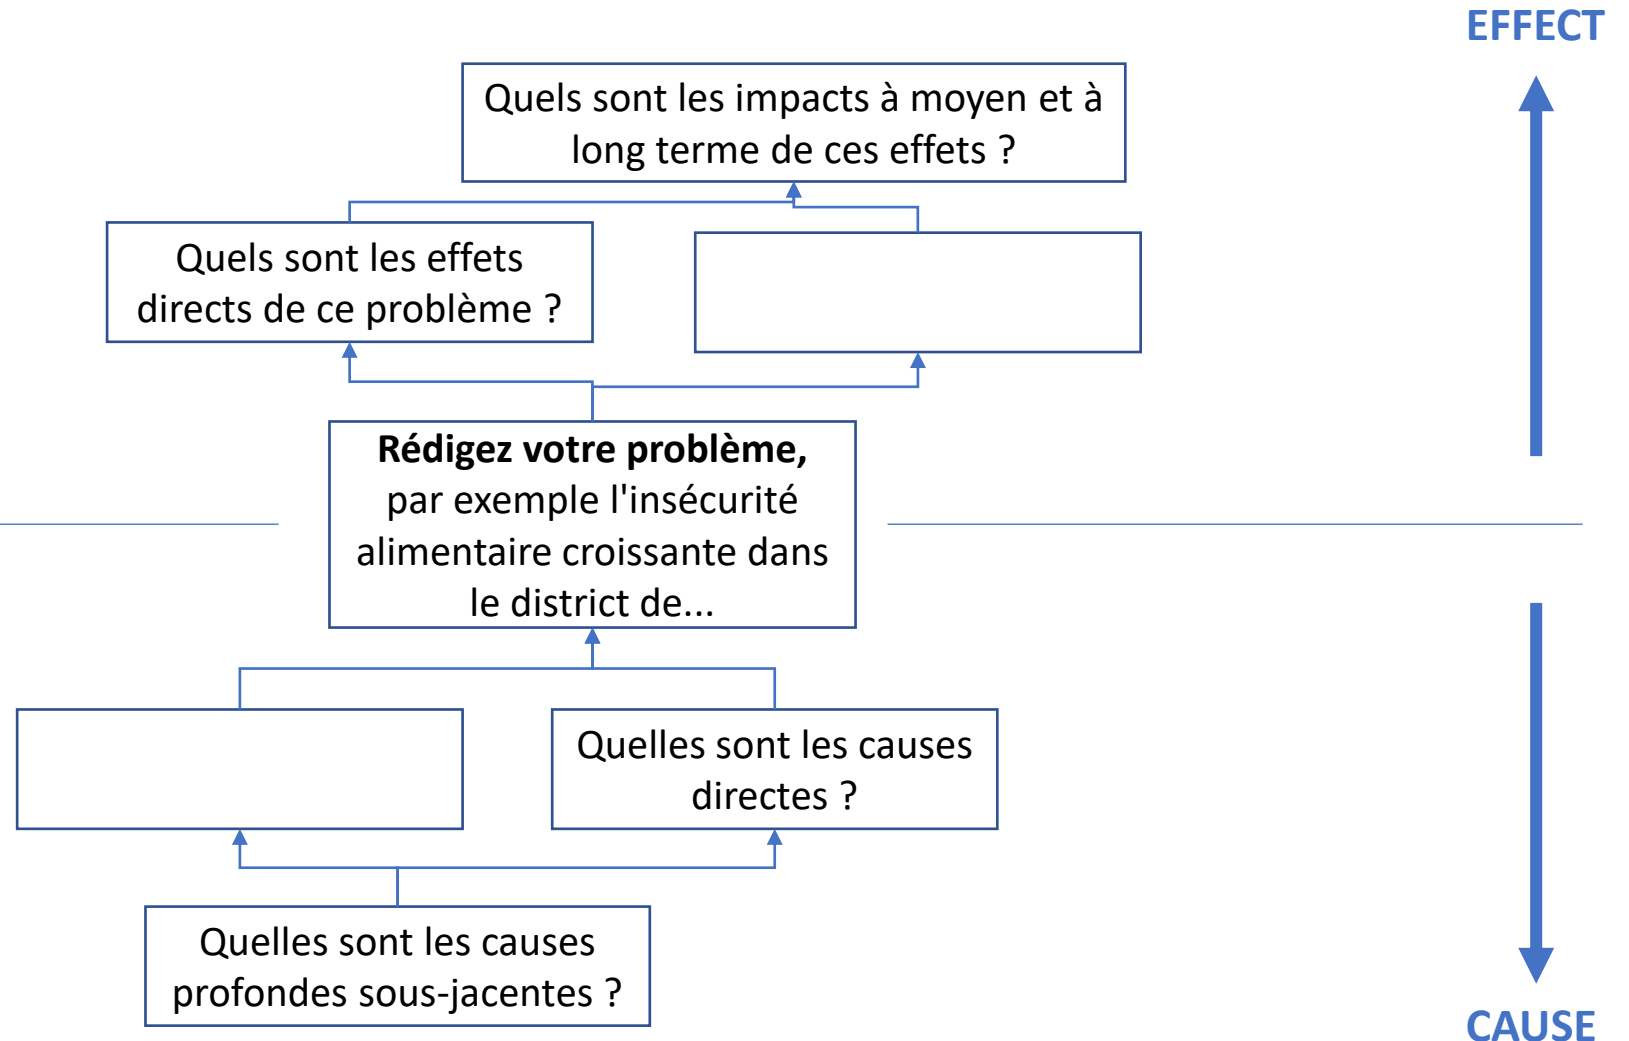 EFFECT
Quels sont les impacts à moyen et à
long terme de ces effets ?
Quels sont les effets
directs de ce problème ?
Rédigez votre problème,
par exemple l'insécurité
alimentaire croissante dans
le district de...
Quelles sont les causes
directes ?
Quelles sont les causes
profondes sous-jacentes ?
CAUSE